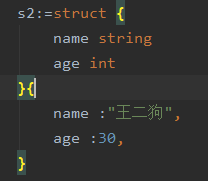 s2:=struct {
    name string
    age int
}{
    name :"王二狗",
    age :30,
}